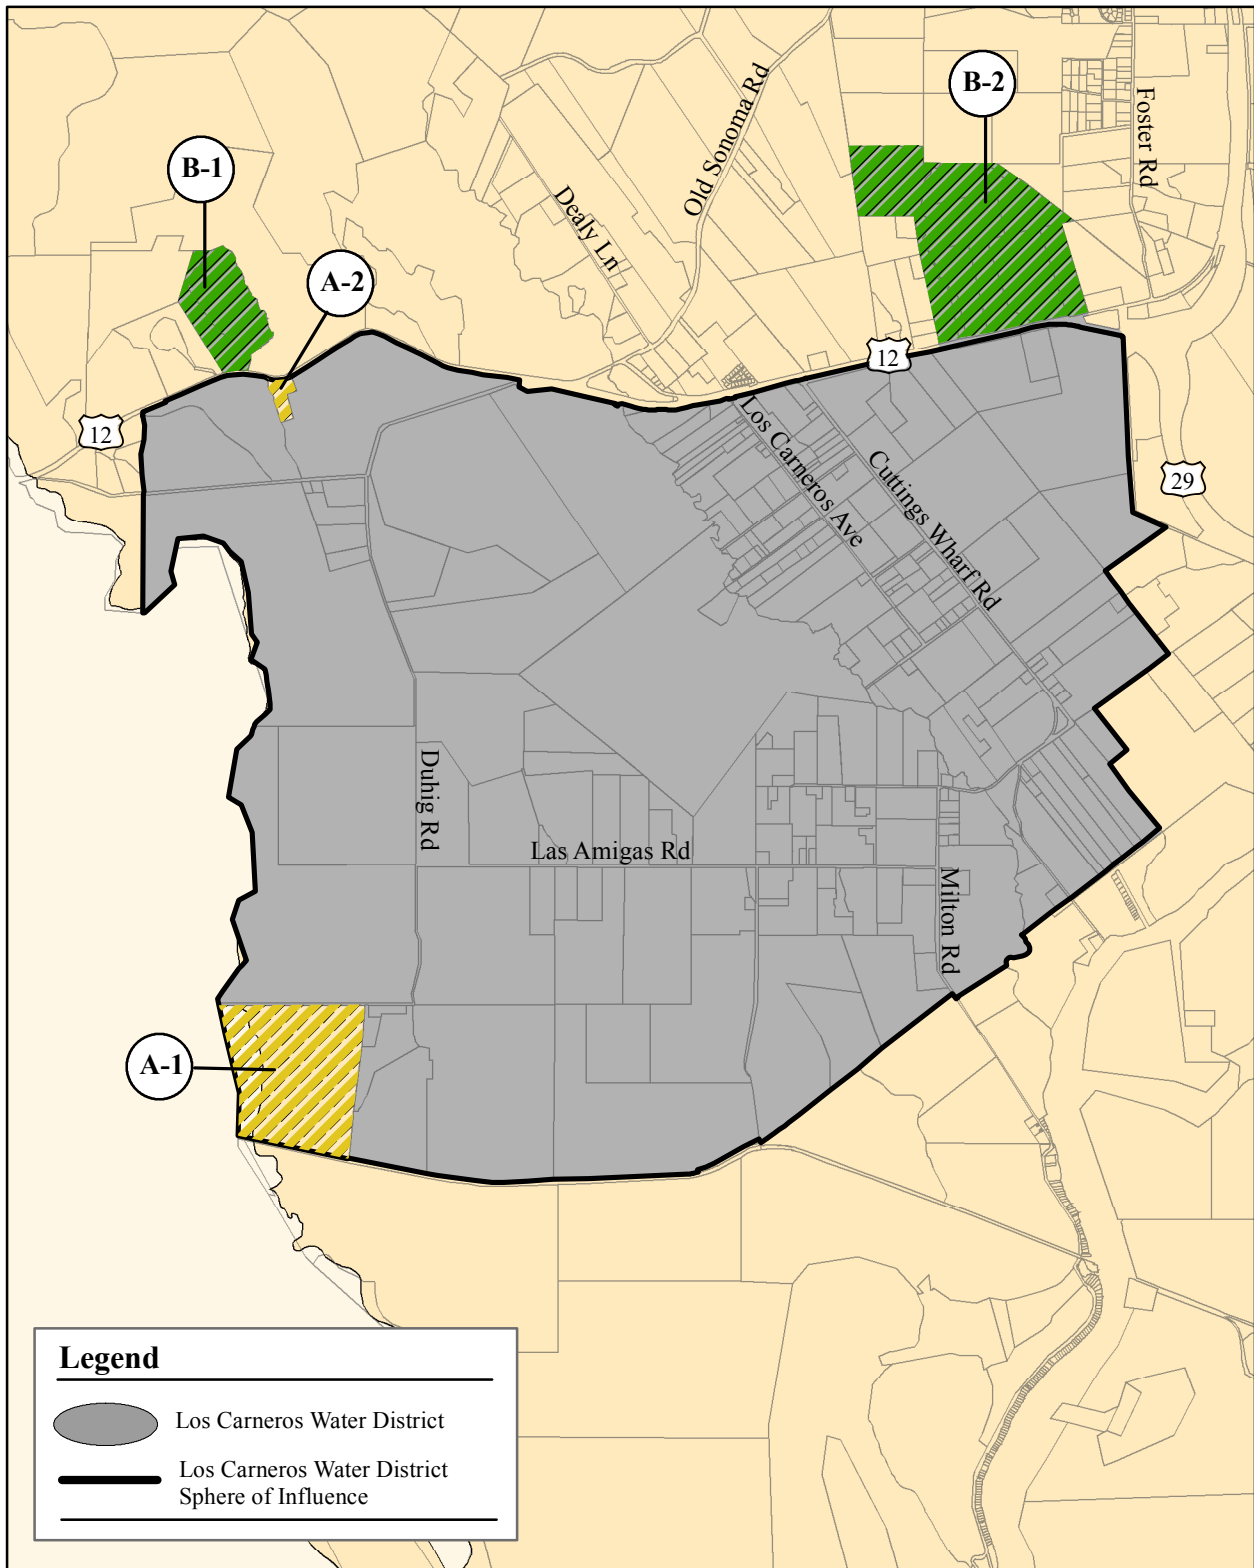 B-2
Foster Rd
Old Sonoma Rd
B-1
Dealy Ln
A-2
12
12
Los Carneros Ave
Cuttings Wharf Rd
29
Duhig Rd
Las Amigas Rd
Milton Rd
A-1
Legend
Los Carneros Water District
Los Carneros Water District
Sphere of Influence